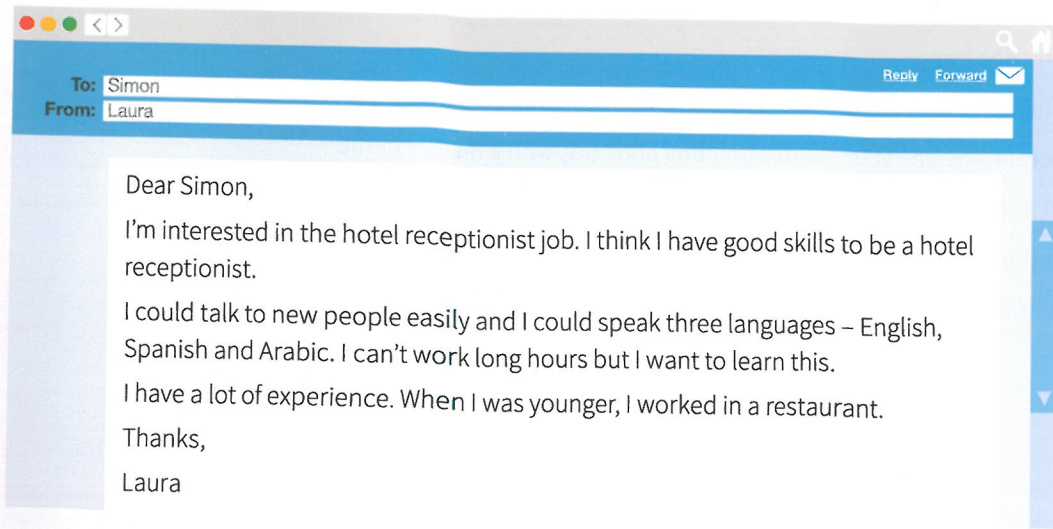 Reply Forward
To: Simon
From: Laura
Dear Simon,
I'm interested in the hotel receptionist job. I think I have good skills to be a hotel
receptionist.
I could talk to new people easily and I could speak three languages – English,
Spanish and Arabic. I can't work long hours but I want to learn this.
I have a lot of experience. When I was younger, I worked in a restaurant.
Thanks,
Laura